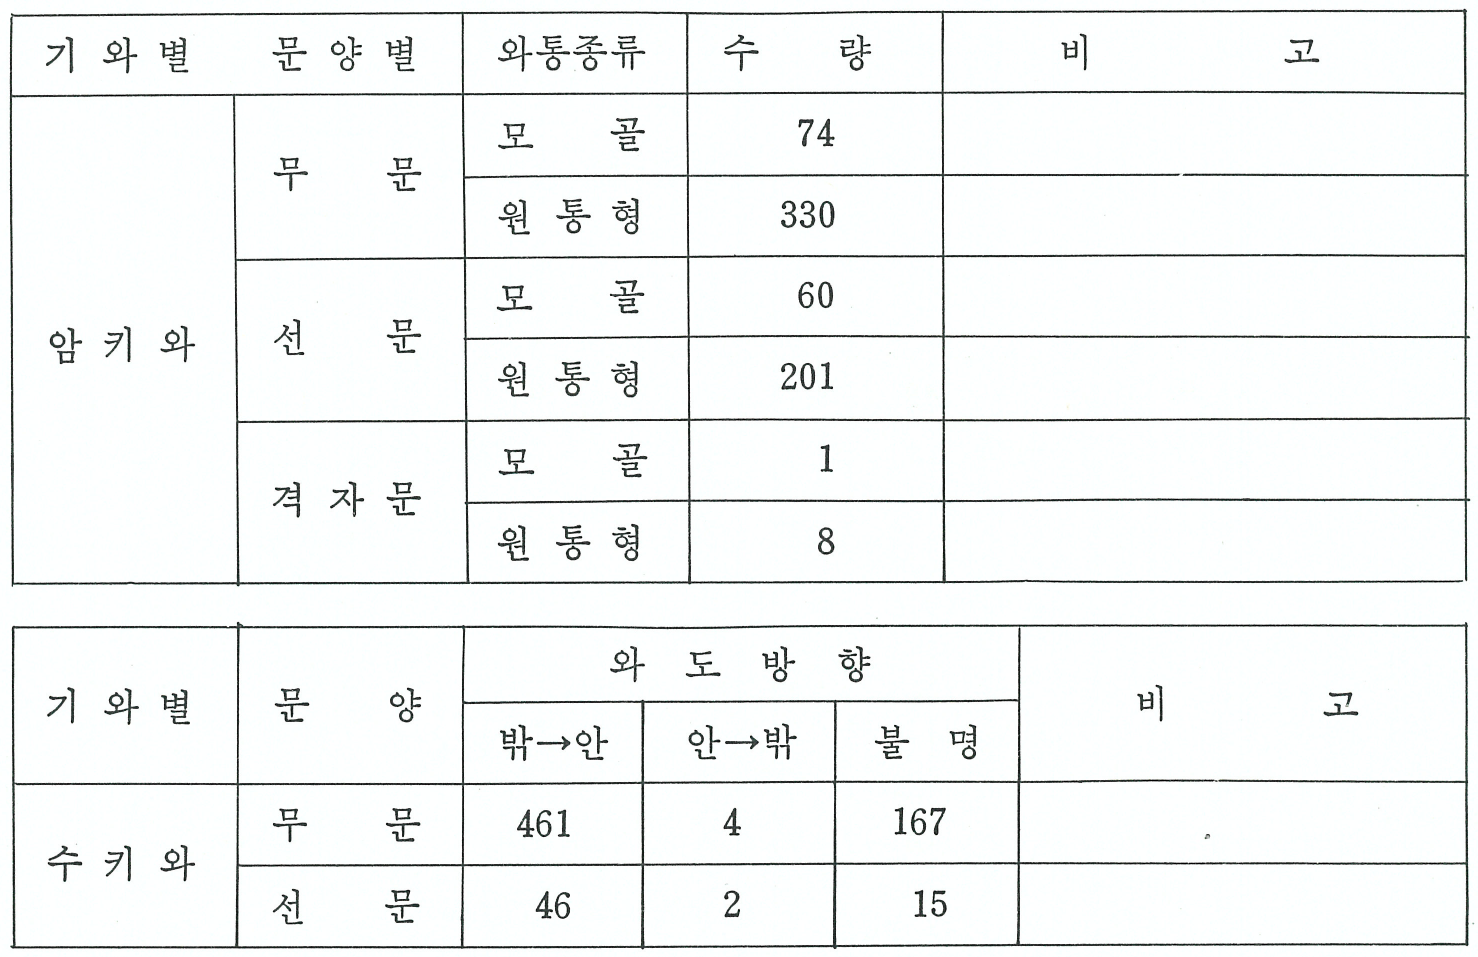 기와별 문양별 와통종류 수량 비고
암키와 무문 모골 74
원통형 330
선문 모골 60
원통형 201
격자문 모골 1
원통형 8
기와별 문양 와도방향 비고
밖→안 안→밖 불명
수키와 무문 461 4 167
선문 46 2 15